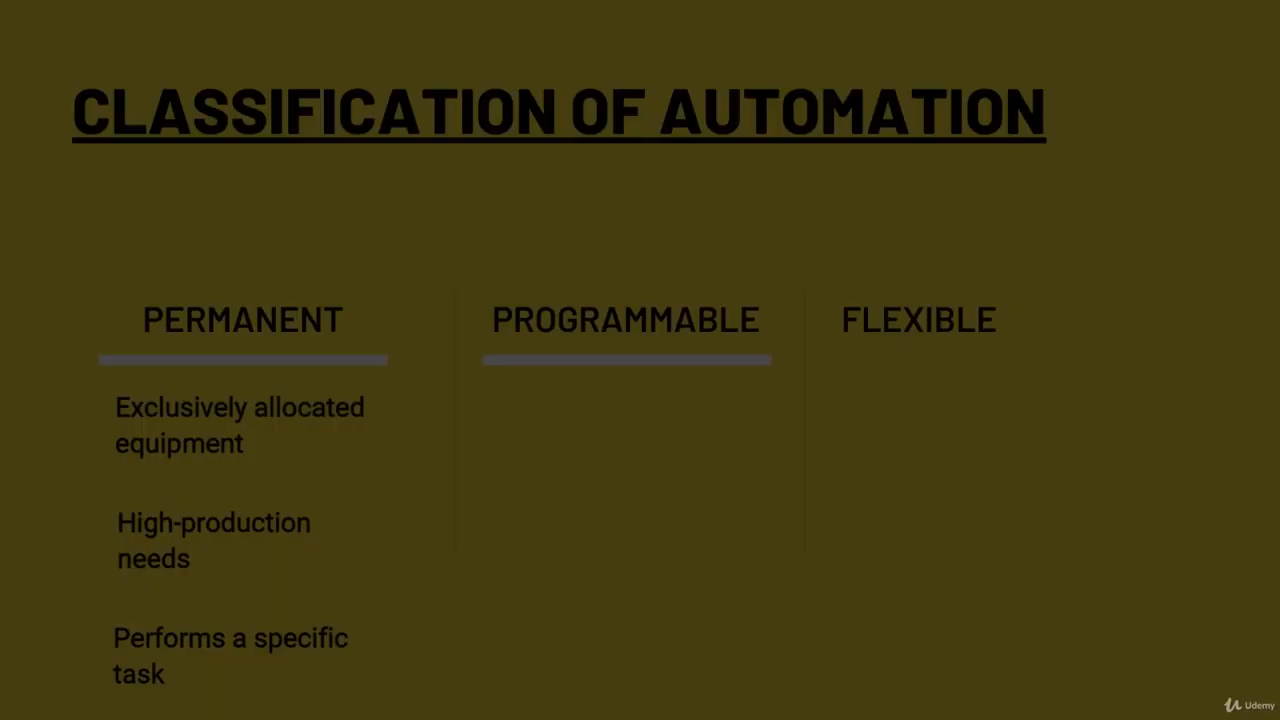 CLASSIFICATION OF AUTOMATION
PERMANENT
Exclusively allocated
equipment
High-production
needs
Performs a specific
task
PROGRAMMABLE
FLEXIBLE
Udemy